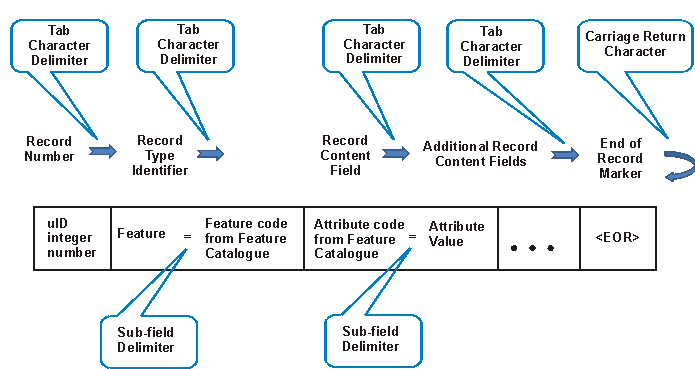 Tab
Character
Delimiter
Tab
Character
Delimiter
Tab
Character
Delimiter
Tab
Character
Delimiter
Carriage Return
Character
Record
Number
Record
Type
Identifier
Record
Content
Field
Additional Record
Content Fields
End of
Record
Marker
uID
integer
number
Feature =
Feature code
from Feature
Catalogue
Attribute code
from Feature
Catalogue
=
Attribute
Value
• • •
<EOR>
Sub-field
Delimiter
Sub-field
Delimiter